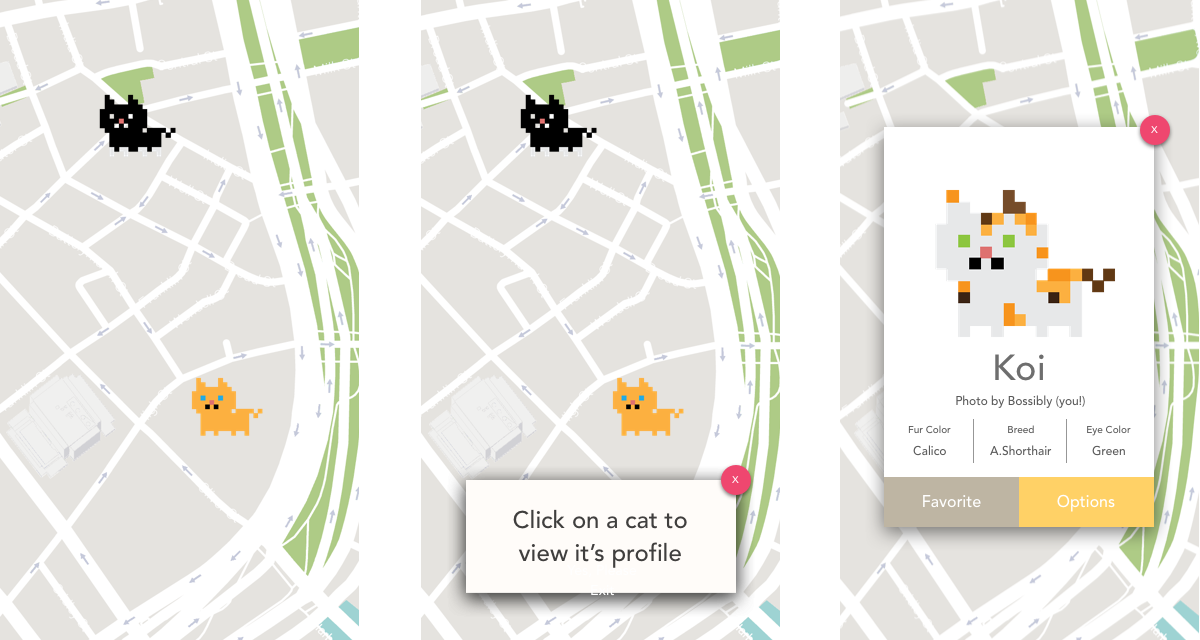 X
Click on a cat to
view it’s profile
Exit
X
Koi
Photo by Bossibly (you!)
Fur Color
Calico
Breed
A.Shorthair
Eye Color
Green
Favorite
Options